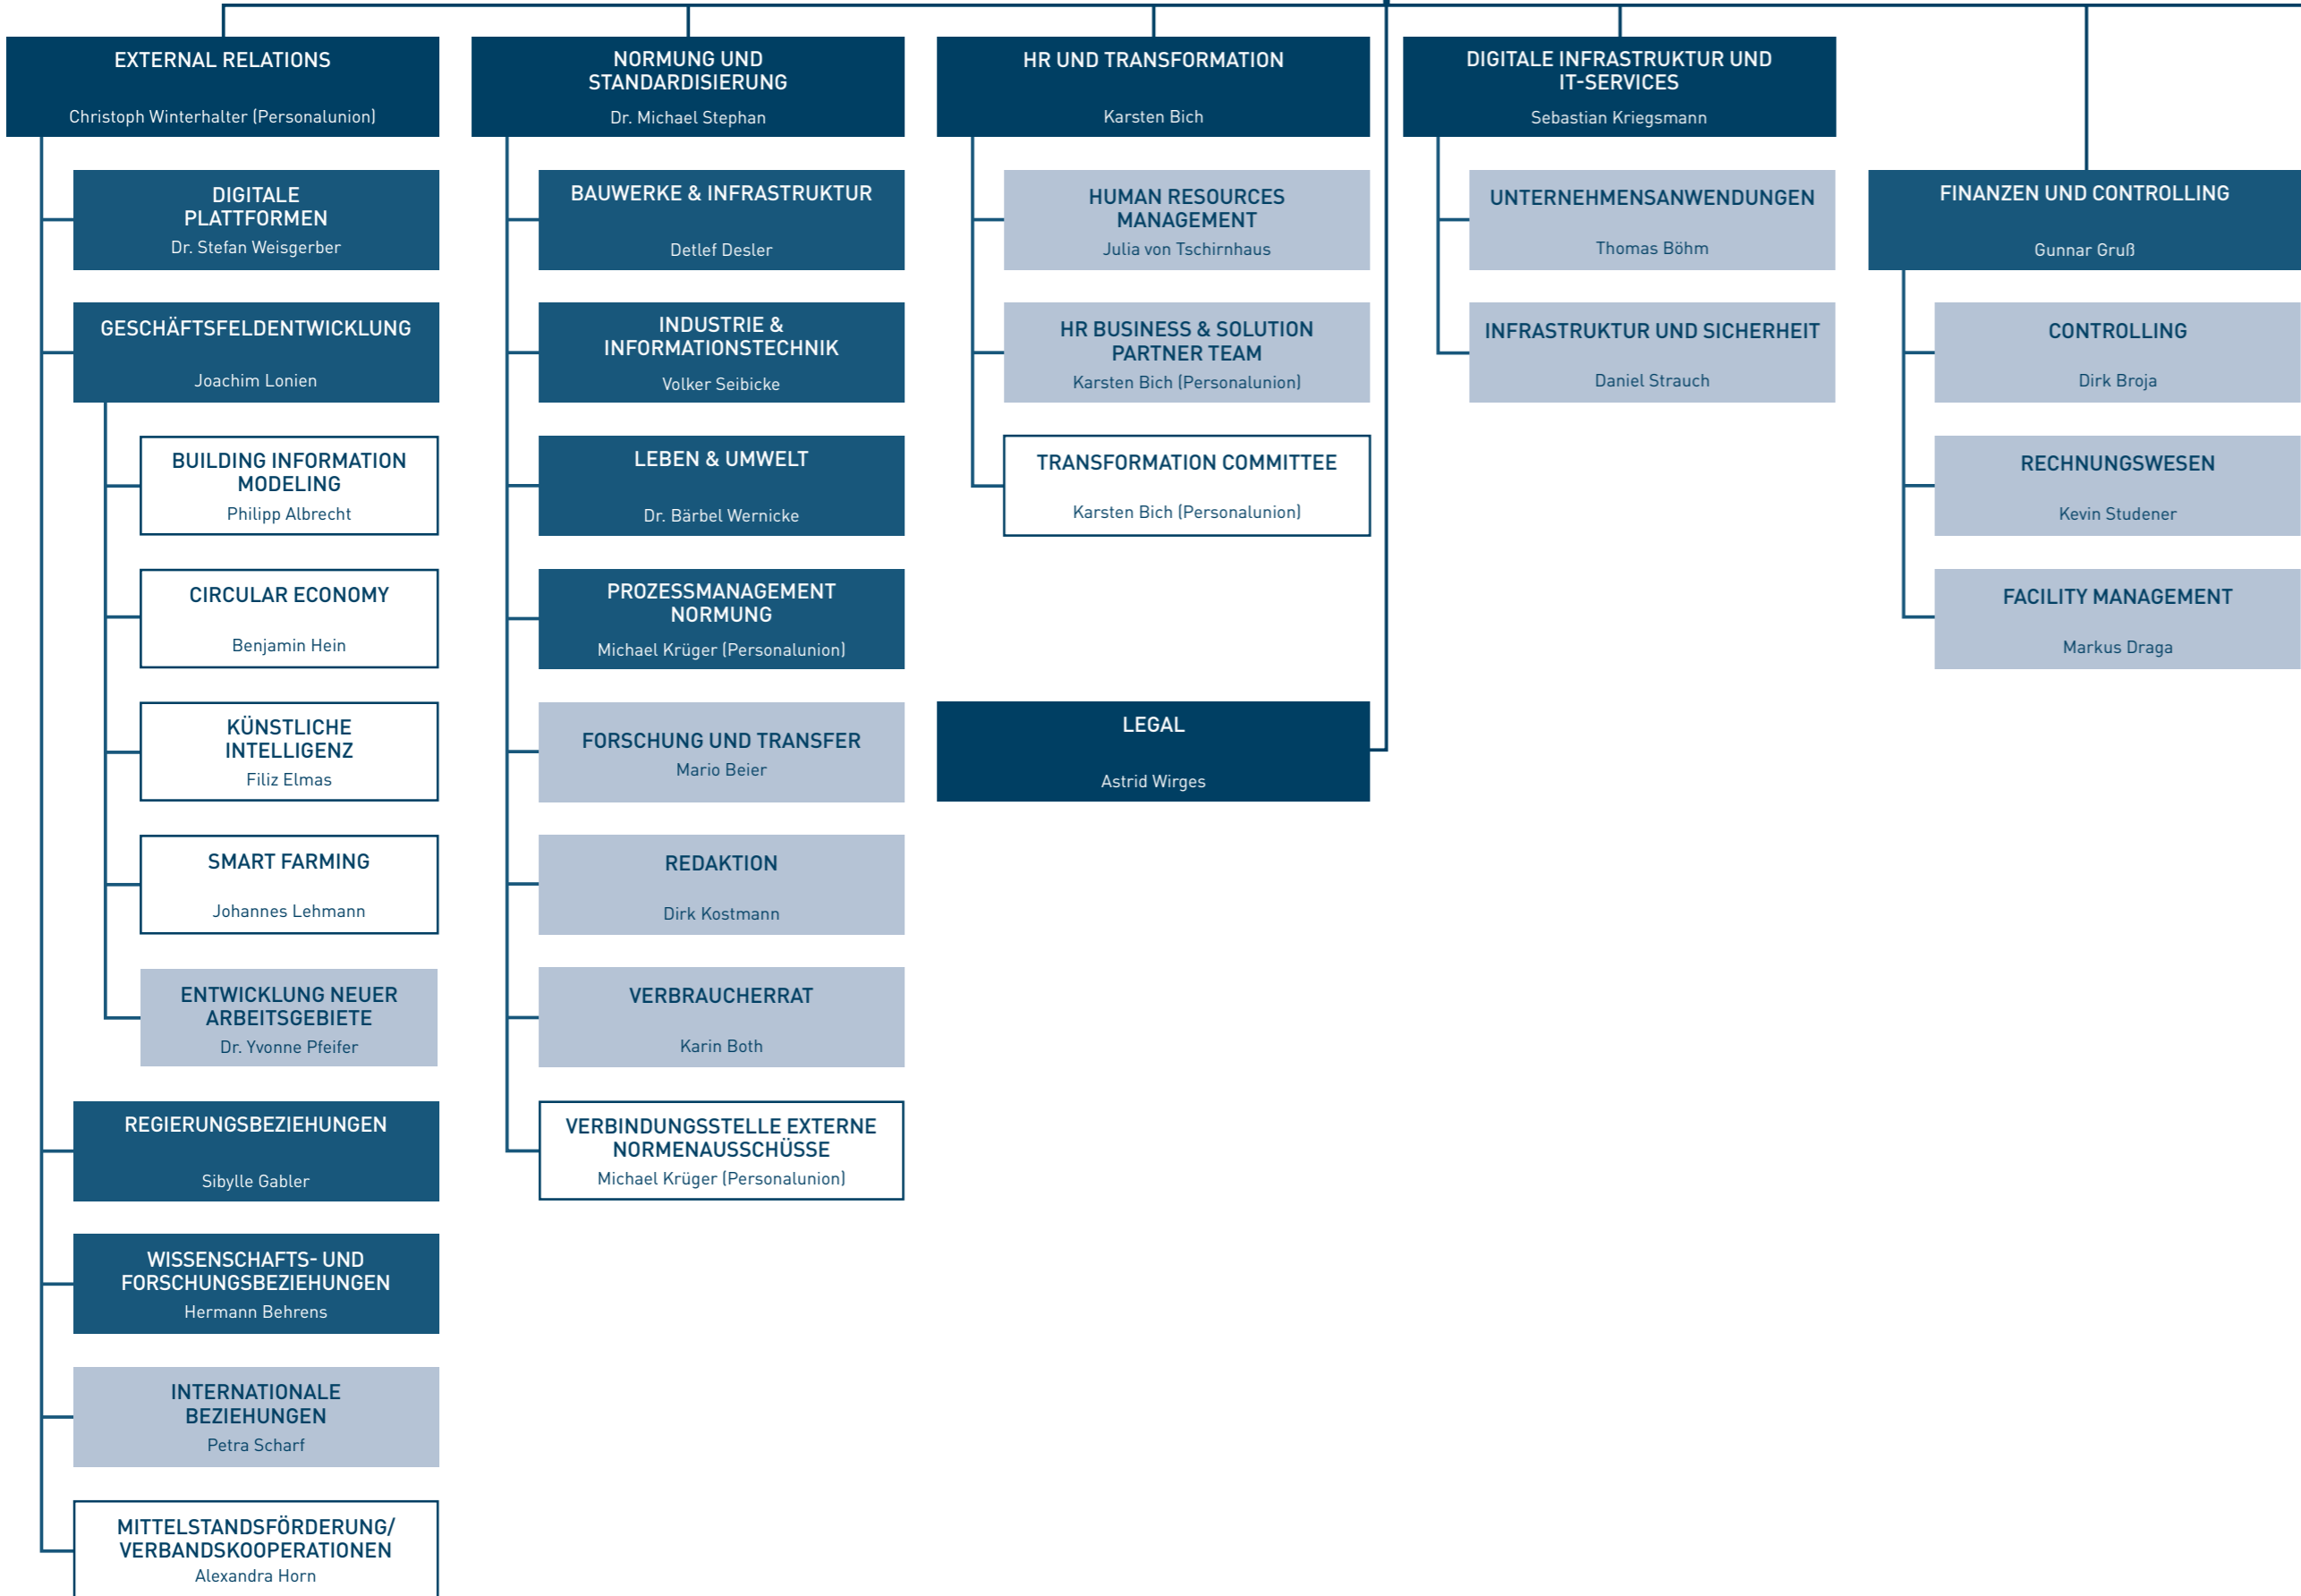 EXTERNAL RELATIONS
Christoph Winterhalter (Personalunion)
DIGITALE
PLATTFORMEN
Dr. Stefan Weisgerber
GESCHÄFTSFELDENTWICKLUNG
Joachim Lonien
BUILDING INFORMATION
MODELING
Philipp Albrecht
CIRCULAR ECONOMY
Benjamin Hein
KÜNSTLICHE
INTELLIGENZ
Filiz Elmas
SMART FARMING
Johannes Lehmann
ENTWICKLUNG NEUER
ARBEITSGEBIETE
Dr. Yvonne Pfeifer
REGIERUNGSBEZIEHUNGEN
Sibylle Gabler
WISSENSCHAFTS- UND
FORSCHUNGSBEZIEHUNGEN
Hermann Behrens
INTERNATIONALE
BEZIEHUNGEN
Petra Scharf
MITTELSTANDSFÖRDERUNG/
VERBANDSKOOPERATIONEN
Alexandra Horn
NORMUNG UND
STANDARDISIERUNG
Dr. Michael Stephan
BAUWERKE & INFRASTRUKTUR
Detlef Desler
INDUSTRIE &
INFORMATIONSTECHNIK
Volker Seibicke
LEBEN & UMWELT
Dr. Bärbel Wernicke
PROZESSMANAGEMENT
NORMUNG
Michael Krüger (Personalunion)
FORSCHUNG UND TRANSFER
Mario Beier
REDAKTION
Dirk Kostmann
VERBRAUCHERRAT
Karin Both
VERBINDUNGSSTELLE EXTERNE
NORMENAUSSCHÜSSE
Michael Krüger (Personalunion)
HR UND TRANSFORMATION
Karsten Bich
HUMAN RESOURCES
MANAGEMENT
Julia von Tschirnhaus
HR BUSINESS & SOLUTION
PARTNER TEAM
Karsten Bich (Personalunion)
TRANSFORMATION COMMITTEE
Karsten Bich (Personalunion)
LEGAL
Astrid Wirges
DIGITALE INFRASTRUKTUR UND
IT-SERVICES
Sebastian Kriegsmann
UNTERNEHMENSANWENDUNGEN
Thomas Böhm
INFRASTRUKTUR UND SICHERHEIT
Daniel Strauch
FINANZEN UND CONTROLLING
Gunnar Gruß
CONTROLLING
Dirk Broja
RECHNUNGSWESEN
Kevin Studener
FACILITY MANAGEMENT
Markus Draga